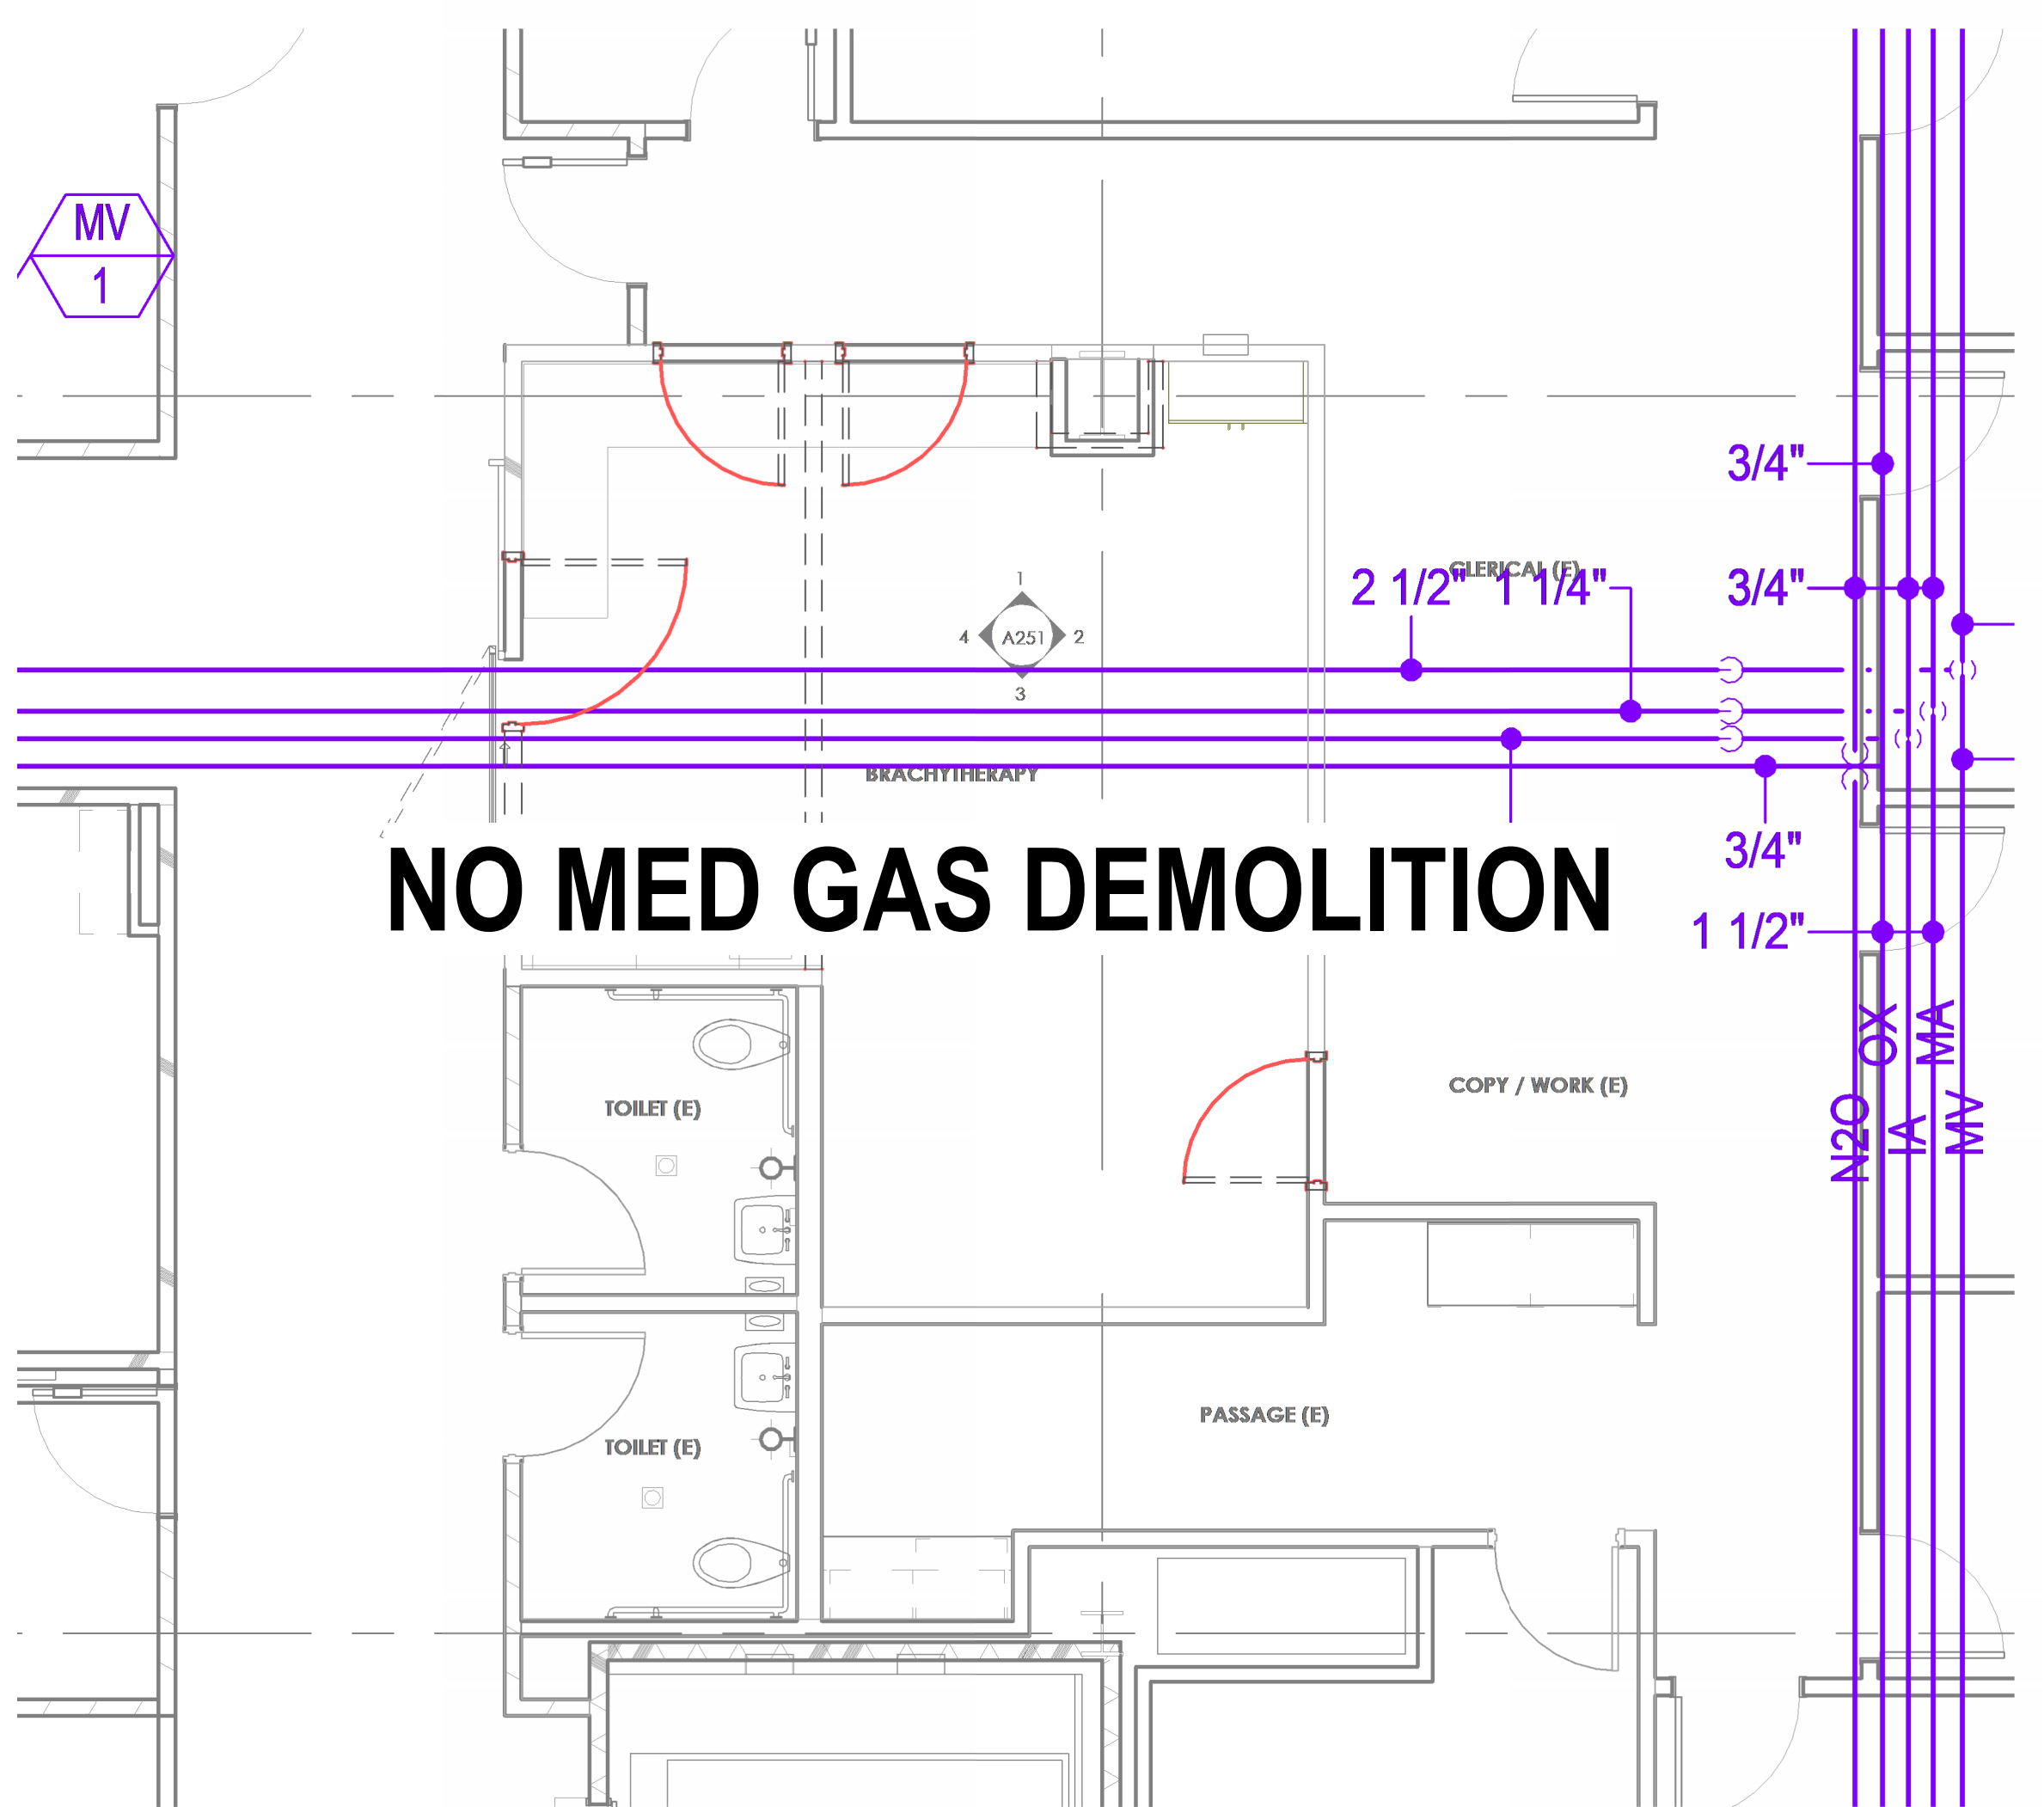 MV
1
3/4"
CLERICAL (E)
2 1/2" 1 1/4"
3/4"
1
4 A251 2
3
BRACHYTHERAPY
NO MED GAS DEMOLITION
3/4"
1 1/2"
OX
MA
N2O
IA
MV
TOILET (E)
COPY / WORK (E)
PASSAGE (E)
TOILET (E)